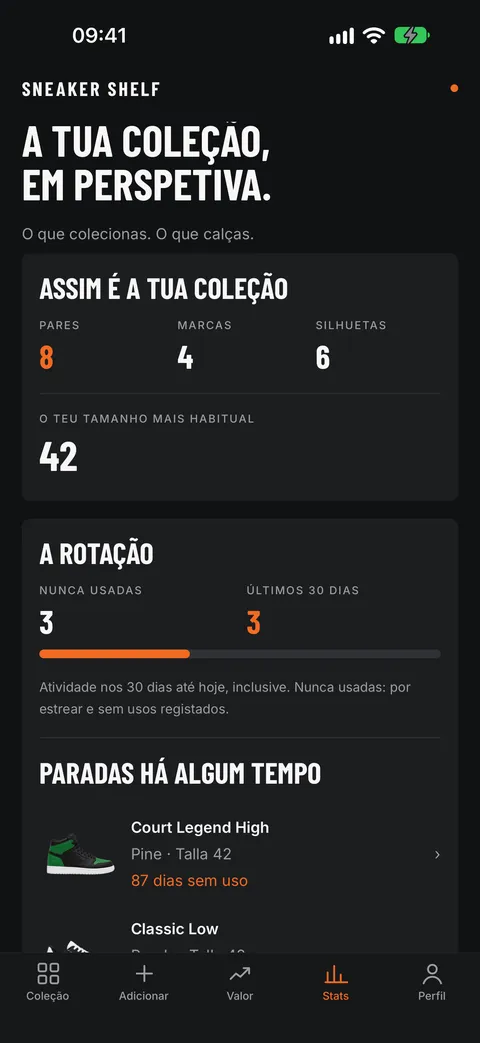 09:41
SNEAKER SHELF
A TUA COLEÇÃO,
EM PERSPETIVA.
O que colecionas. O que calças.
ASSIM É A TUA COLEÇÃO
PARES
MARCAS
SILHUETAS
8
4
6
O TEU TAMANHO MAIS HABITUAL
42
A ROTAÇÃO
NUNCA USADAS
ÚLTIMOS 30 DIAS
3
3
Atividade nos 30 dias até hoje, inclusive. Nunca usadas: por
estrear e sem usos registados.
PARADAS HÁ ALGUM TEMPO
Court Legend High
Pine · Talla 42
87 dias sem uso
Classic Low
Coleção
Adicionar
Valor
Stats
Perfil